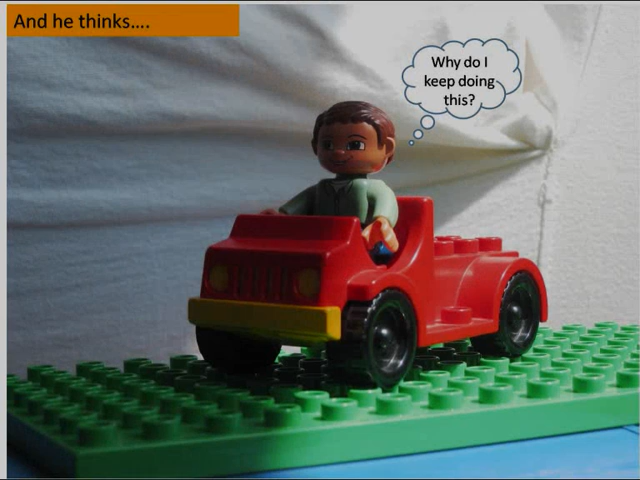 And he thinks....
Why do I
keep doing
this?